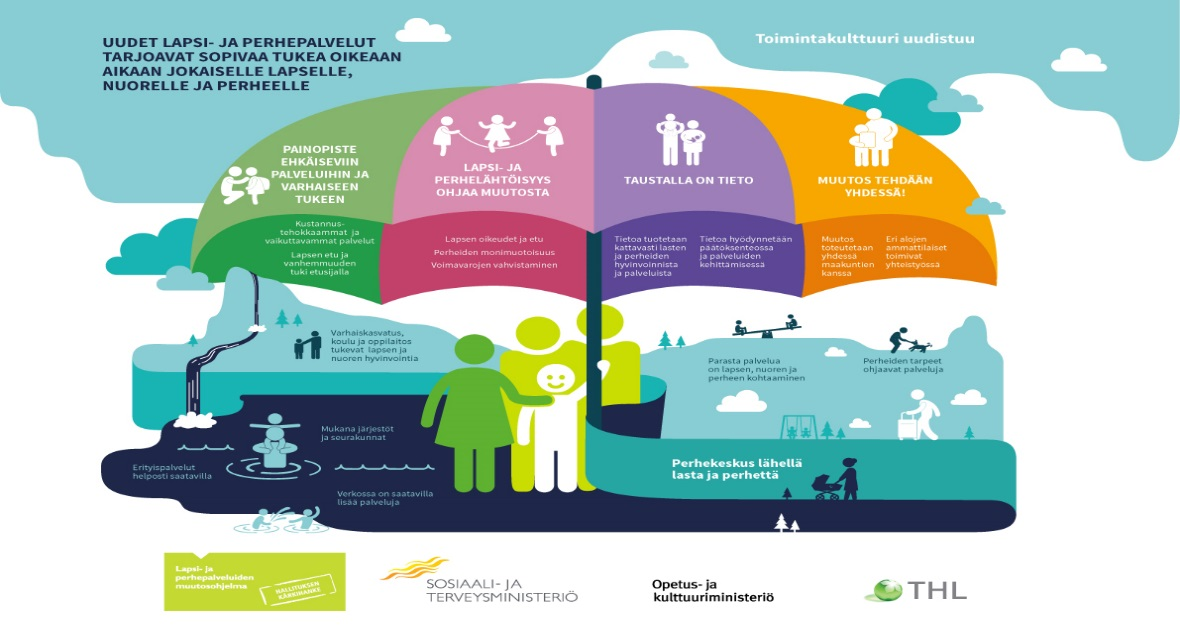 UUDET LAPSI- JA PERHEPALVELUT
TARJOAVAT SOPIVAA TUKEA OIKEAAN
AIKAAN JOKAISELLE LAPSELLE,
NUORELLE JA PERHEELLE
Toimintakulttuuri uudistuu
PAINOPISTE
EHKÄISEVIIN
PALVELUIHIN JA
VARHAISEEN
TUKEEN
Kustannus-
tehokkaammat ja
vaikuttavammat palvelut
Lapsen etu ja
vanhemmuuden
tuki etusijalla
LAPSI- JA
PERHELÄHTÖISYYS
OHJAA MUUTOSTA
Lapsen oikeudet ja etu
Perheiden monimuotoisuus
Voimavarojen vahvistaminen
TAUSTALLA ON TIETO
Tietoa tuotetaan
kattavasti lasten
ja perheiden
hyvinvoinnista
ja palveluista
Tietoa hyödynnetään
päätöksenteossa
ja palveluiden
kehittämisessä
MUUTOS TEHDÄÄN
YHDESSÄ!
Muutos
toteutetaan
yhdessä
maakuntien
kanssa
Eri alojen
ammattilaiset
toimivat
yhteistyössä
Varhaiskasvatus,
koulu ja oppilaitos
tukevat lapsen ja
nuoren hyvinvointia
Parasta palvelua
on lapsen, nuoren ja
perheen kohtaaminen
Perheiden tarpeet
ohjaavat palveluja
Mukana järjestöt
ja seurakunnat
Erityispalvelut
helposti saatavilla
Verkossa on saatavilla
lisää palveluja
Perhekeskus lähellä
lasta ja perhettä
Lapsi- ja
perhepalveluiden
muutosohjelma
HALLITUKSEN
KÄRKIHANKE
SOSIAALI- JA
TERVEYSMINISTERIÖ
Opetus- ja
kulttuuriministeriö
THL